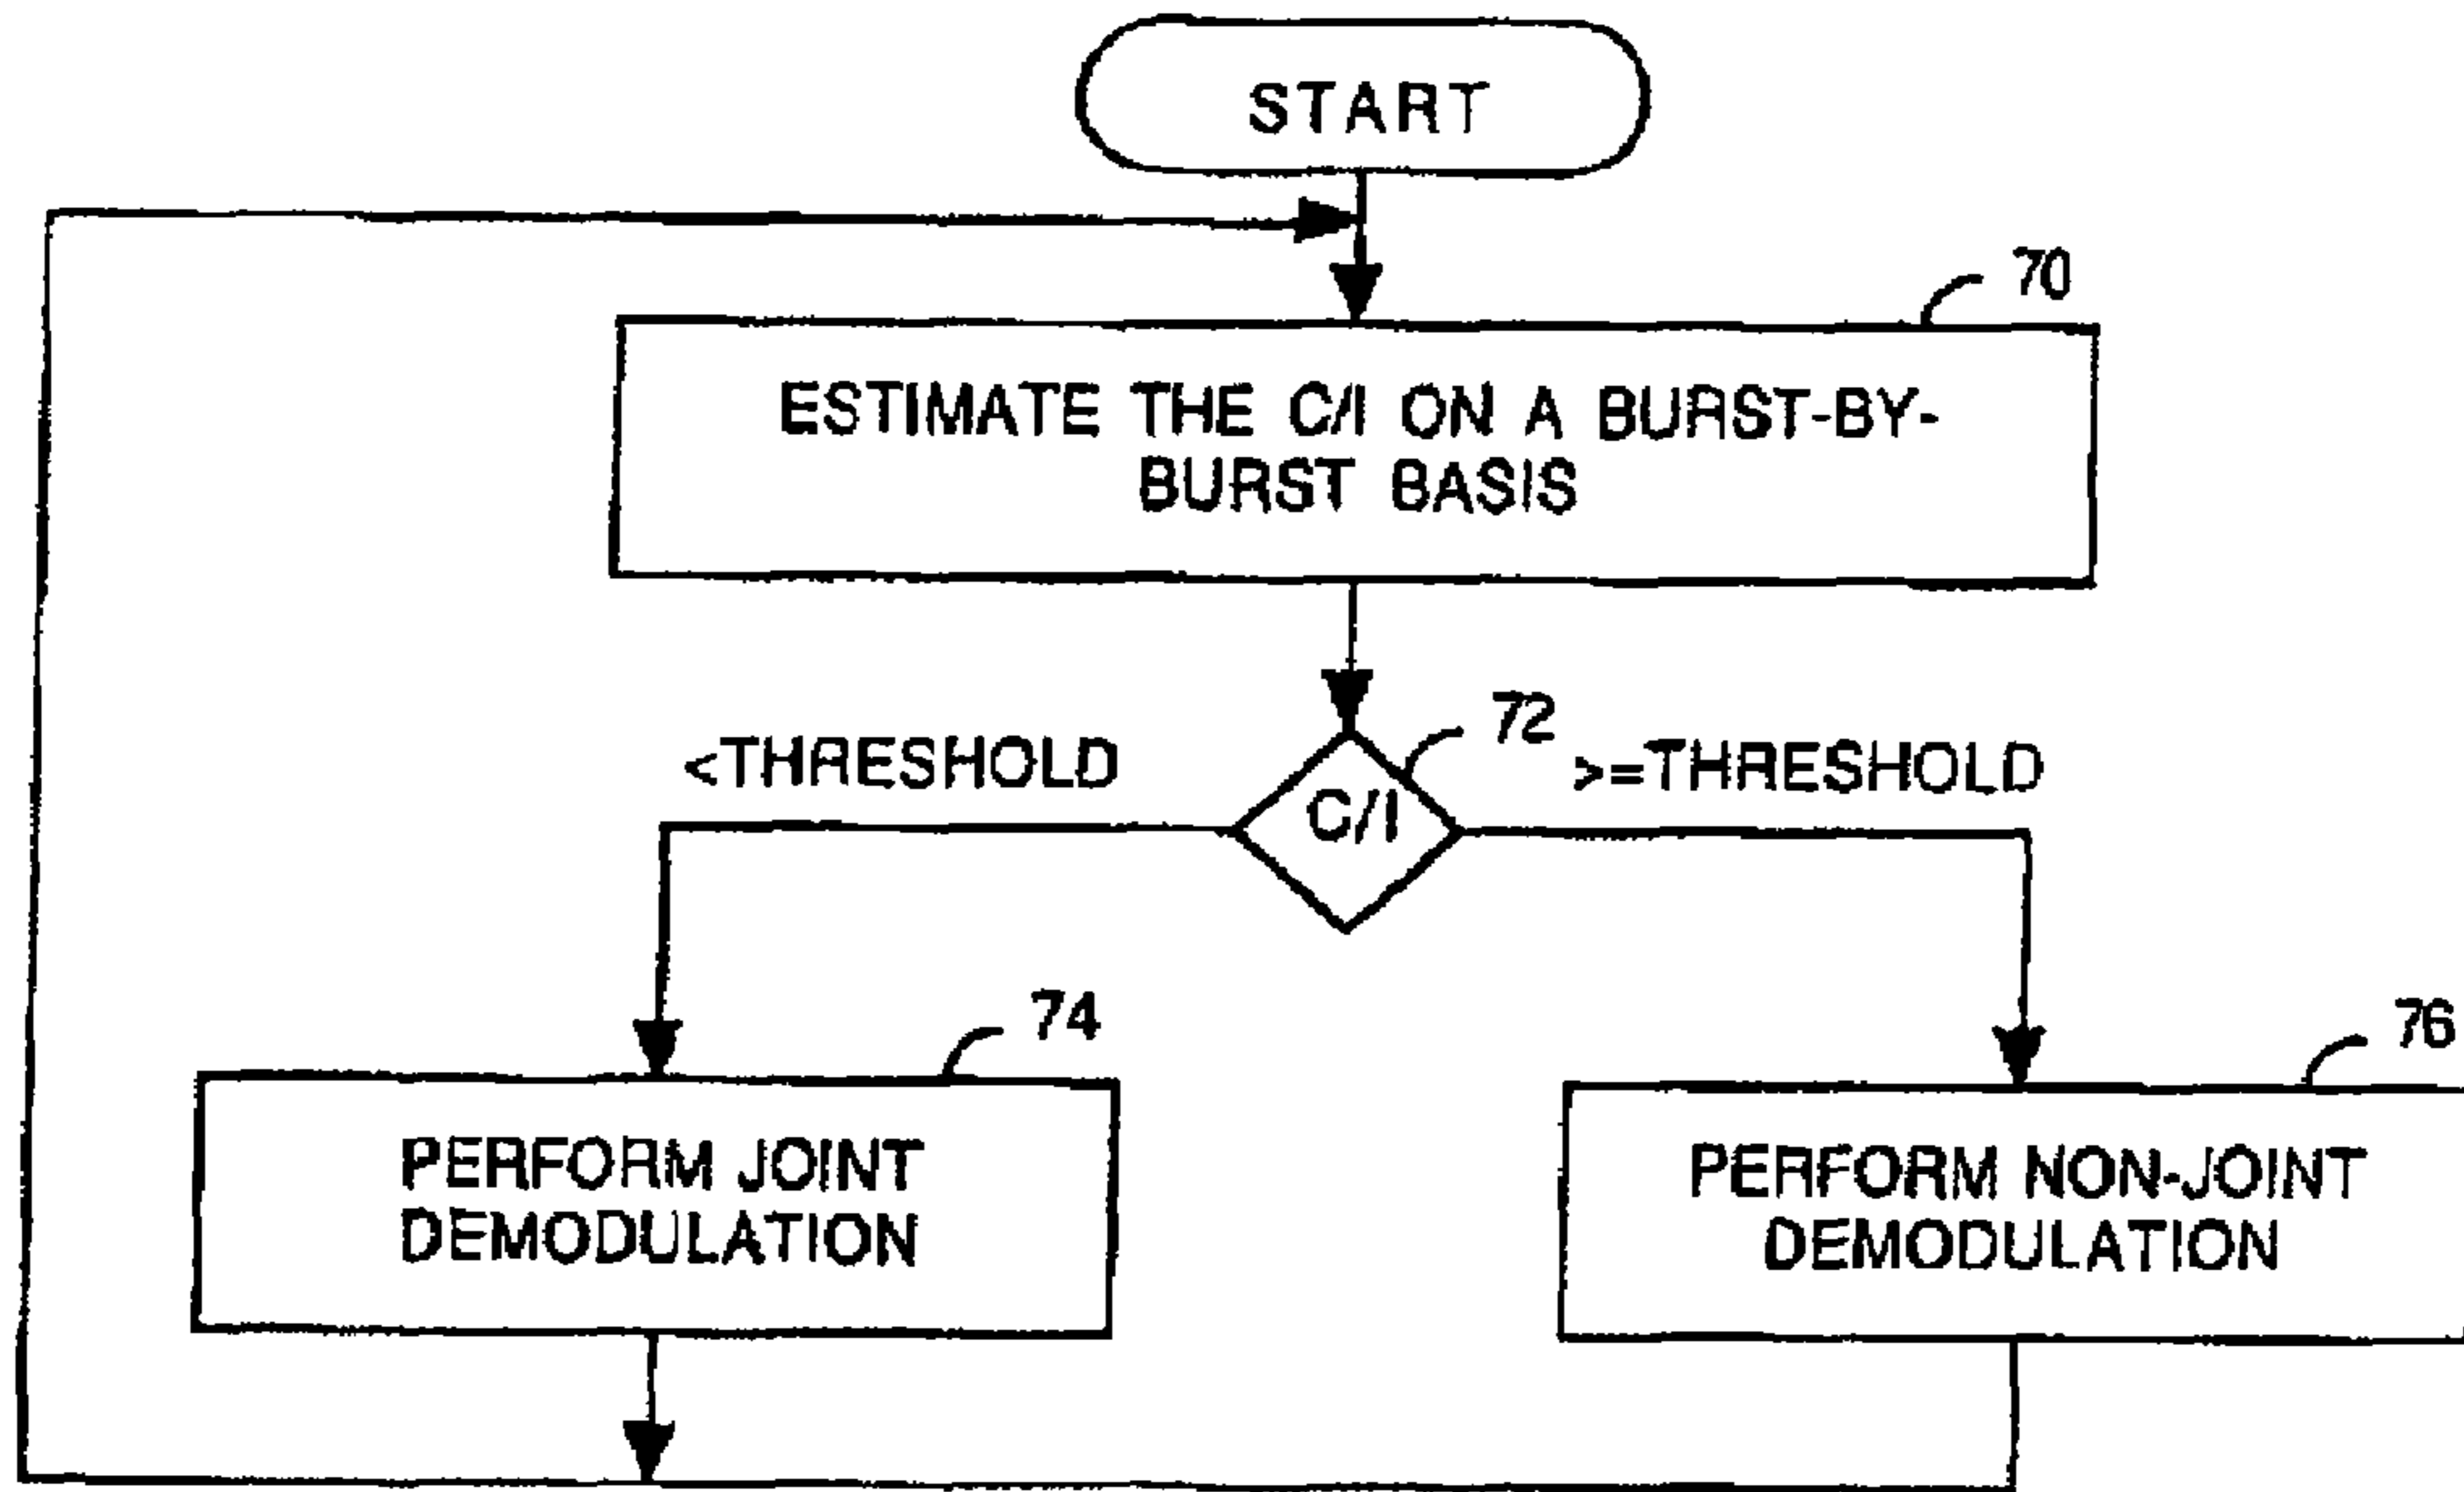 START
70
ESTIMATE THE C/I ON A BURST-BY-
BURST BASIS
72
<THRESHOLD
>=THRESHOLD
C/I
74
76
PERFORM JOINT
DEMODULATION
PERFORM NON-JOINT
DEMODULATION